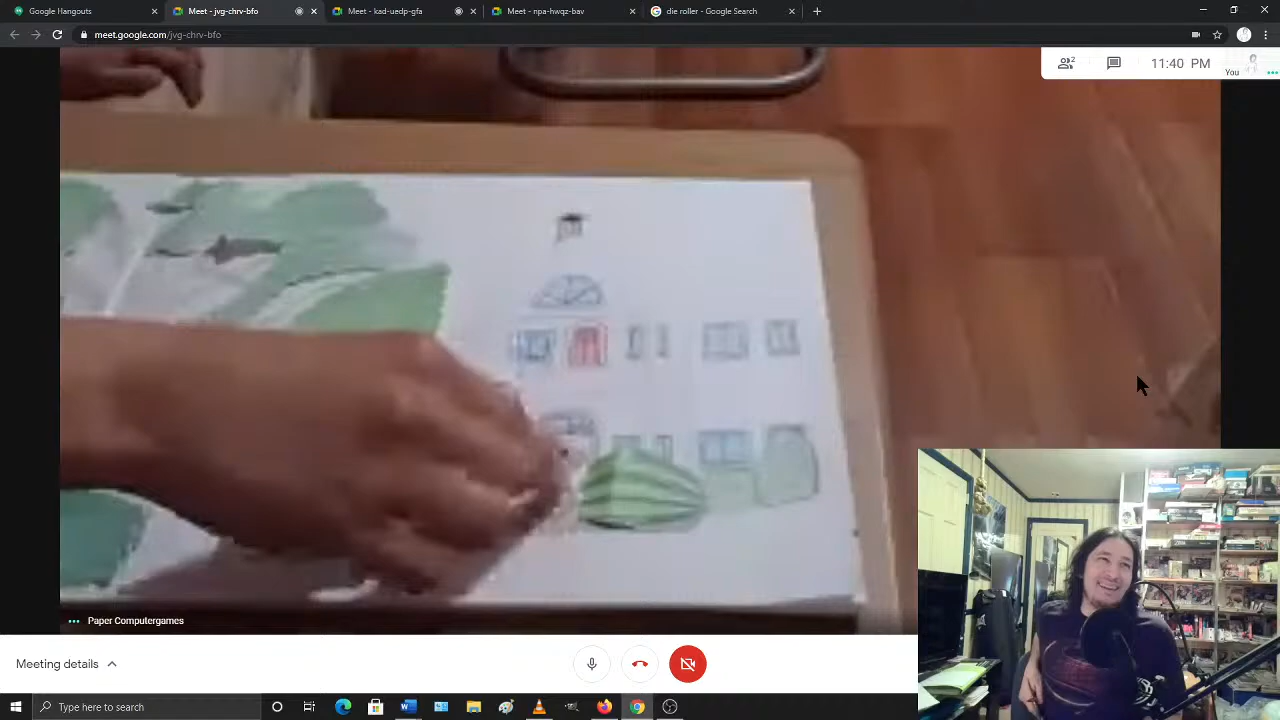 Google Hangouts
Meet - jvg-chrv-bfo
Meet - kad-uedp-gfa
Meet - npa-hwqz-bav
die roller - Google Search
meet.google.com/jvg-chrv-bfo
2
11:40 PM
You
Paper Computergames
Meeting details
Type here to search